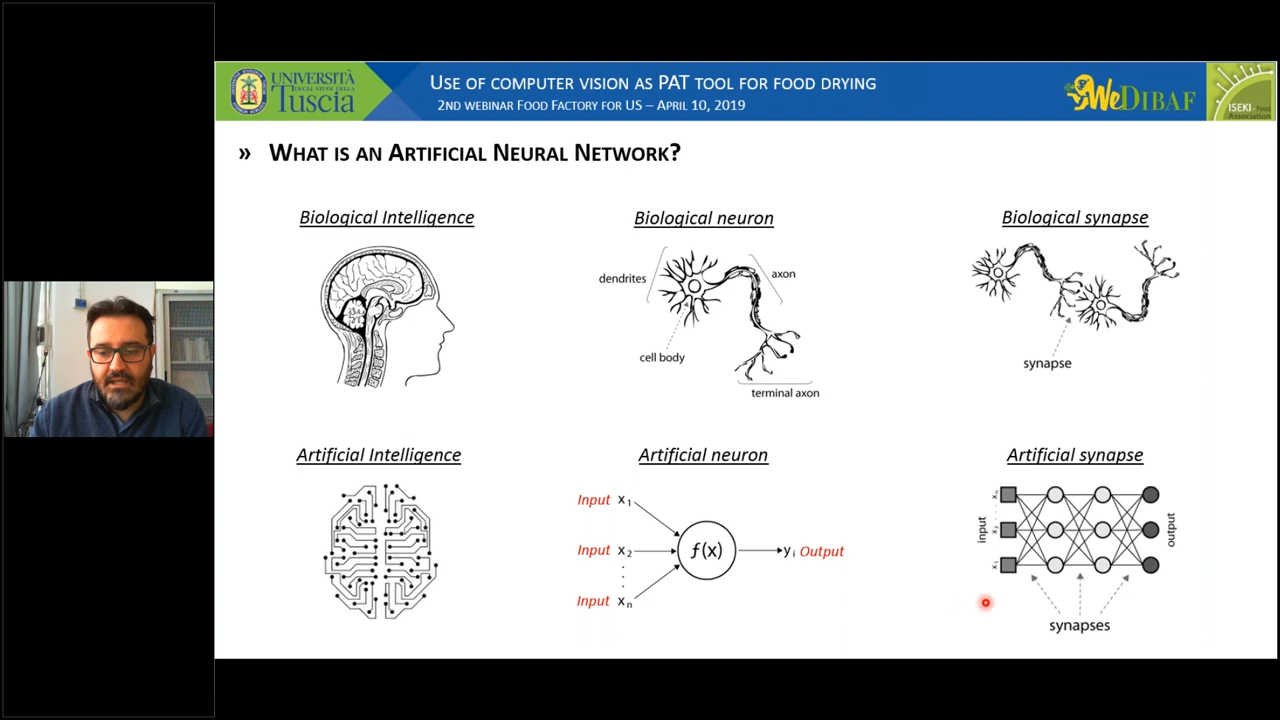 UNIVERSITÀ
DEGLI STUDI DELLA
TUSCIA
USE OF COMPUTER VISION AS PAT TOOL FOR FOOD DRYING
2ND WEBINAR FOOD FACTORY FOR US – APRIL 10, 2019
WeDIBAF
ISEKI - Food
Association
» WHAT IS AN ARTIFICIAL NEURAL NETWORK?
Biological Intelligence
Biological neuron
dendrites
axon
cell body
terminal axon
Biological synapse
synapse
Artificial Intelligence
Artificial neuron
Input x1
Input x2
Input xn
f(x)
yi Output
Artificial synapse
input
output
synapses